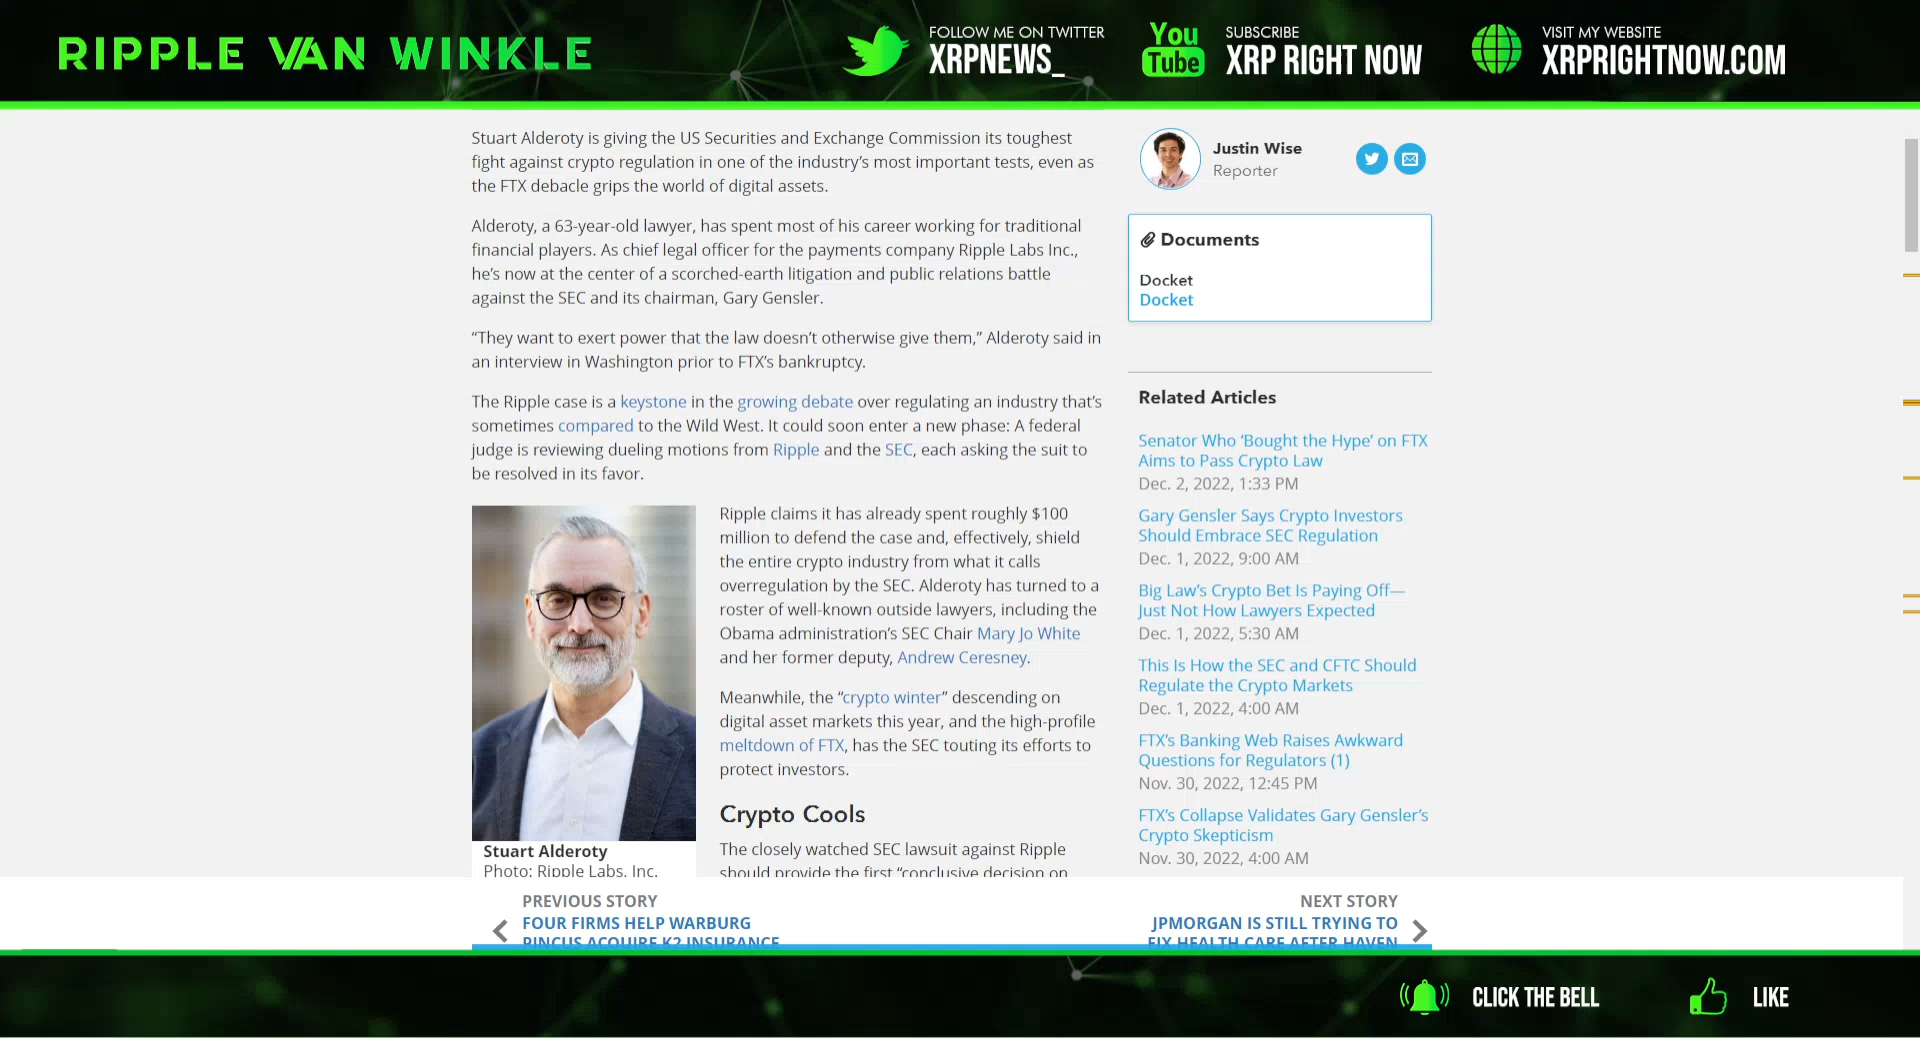 RIPPLE VAN WINKLE
FOLLOW ME ON TWITTER
XRPNEWS_
You
Tube
SUBSCRIBE
XRP RIGHT NOW
VISIT MY WEBSITE
XRPRIGHTNOW.COM
Stuart Alderoty is giving the US Securities and Exchange Commission its toughest
fight against crypto regulation in one of the industry's most important tests, even as
the FTX debacle grips the world of digital assets.
Alderoty, a 63-year-old lawyer, has spent most of his career working for traditional
financial players. As chief legal officer for the payments company Ripple Labs Inc.,
he's now at the center of a scorched-earth litigation and public relations battle
against the SEC and its chairman, Gary Gensler.
“They want to exert power that the law doesn't otherwise give them,” Alderoty said in
an interview in Washington prior to FTX's bankruptcy.
The Ripple case is a keystone in the growing debate over regulating an industry that's
sometimes compared to the Wild West. It could soon enter a new phase: A federal
judge is reviewing dueling motions from Ripple and the SEC, each asking the suit to
be resolved in its favor.
Ripple claims it has already spent roughly $100
million to defend the case and, effectively, shield
the entire crypto industry from what it calls
overregulation by the SEC. Alderoty has turned to a
roster of well-known outside lawyers, including the
Obama administration's SEC Chair Mary Jo White
and her former deputy, Andrew Ceresney.
Meanwhile, the “crypto winter” descending on
digital asset markets this year, and the high-profile
meltdown of FTX, has the SEC touting its efforts to
protect investors.
Crypto Cools
The closely watched SEC lawsuit against Ripple
should provide the first “conclusive decision on
Stuart Alderoty
Photo: Ripple Labs, Inc.
Justin Wise
Reporter
Documents
Docket
Docket
Related Articles
Senator Who ‘Bought the Hype’ on FTX
Aims to Pass Crypto Law
Dec. 2, 2022, 1:33 PM
Gary Gensler Says Crypto Investors
Should Embrace SEC Regulation
Dec. 1, 2022, 9:00 AM
Big Law's Crypto Bet Is Paying Off—
Just Not How Lawyers Expected
Dec. 1, 2022, 5:30 AM
This Is How the SEC and CFTC Should
Regulate the Crypto Markets
Dec. 1, 2022, 4:00 AM
FTX's Banking Web Raises Awkward
Questions for Regulators (1)
Nov. 30, 2022, 12:45 PM
FTX's Collapse Validates Gary Gensler's
Crypto Skepticism
Nov. 30, 2022, 4:00 AM
PREVIOUS STORY
FOUR FIRMS HELP WARBURG
PINCUS ACQUIRE K2 INSURANCE
NEXT STORY
JPMORGAN IS STILL TRYING TO
FIX HEALTH CARE AFTER HAVEN
CLICK THE BELL
LIKE